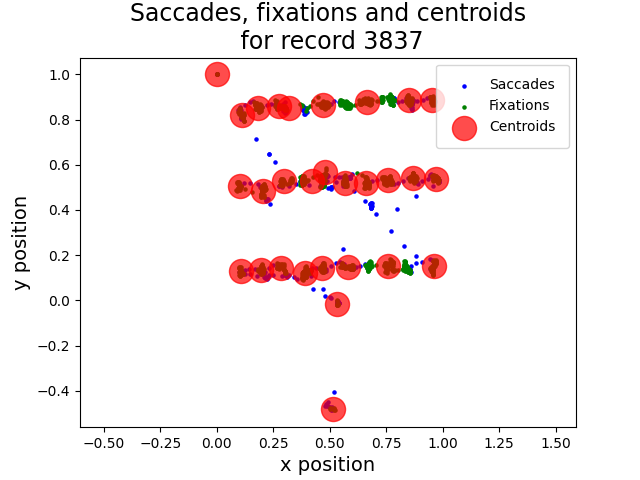 Saccades, fixations and centroids
for record 3837
Saccades
Fixations
Centroids
y position
1.0
0.8
0.6
0.4
0.2
0.0
−0.2
−0.4
−0.50
−0.25
0.00
0.25
0.50
0.75
1.00
1.25
1.50
x position